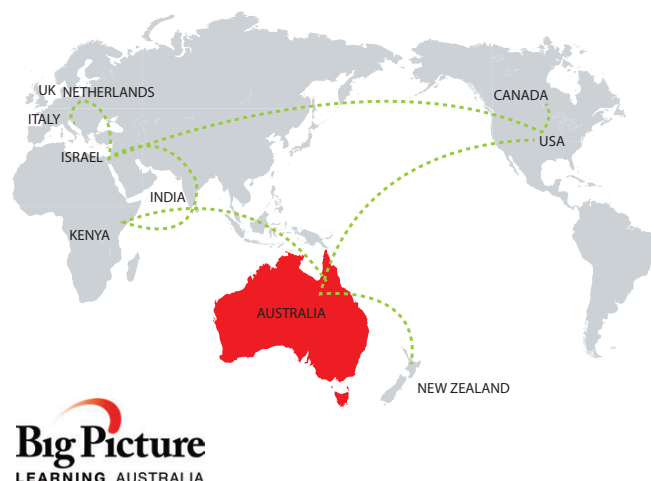 CANADA
UK NETHERLANDS
ITALY
USA
ISRAEL
INDIA
KENYA
AUSTRALIA
NEW ZEALAND
Big Picture
LEARNING AUSTRALIA